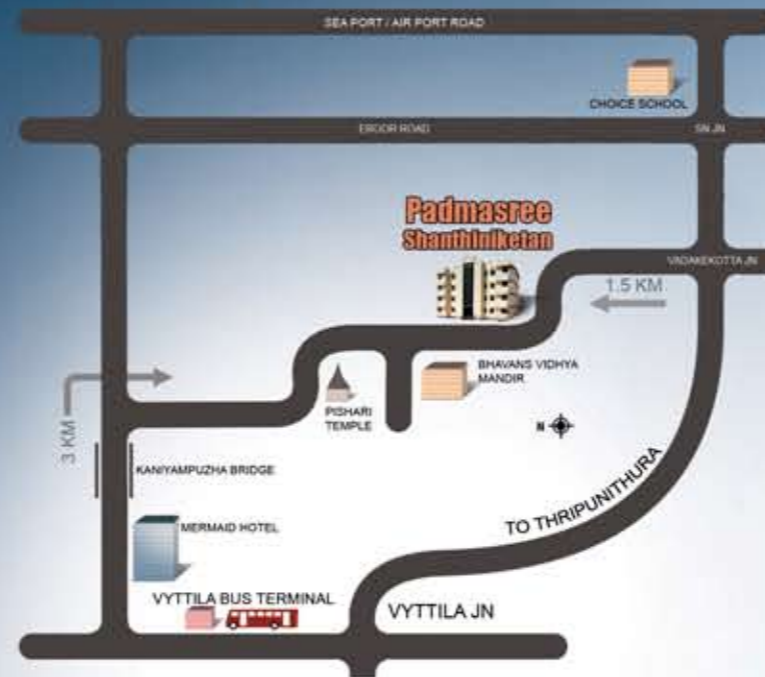 SEA PORT / AIR PORT ROAD
CHOICE SCHOOL
EROOR ROAD
SN JN
Padmasree
Shanthiniketan
VADAKEKOTTA JN
1.5 KM
BHAVANS VIDHYA
MANDIR
PISHARI
TEMPLE
N
3 KM
KANIYAMPUZHA BRIDGE
TO THRIPUNITHURA
MERMAID HOTEL
VYTTILA BUS TERMINAL
VYTTILA JN